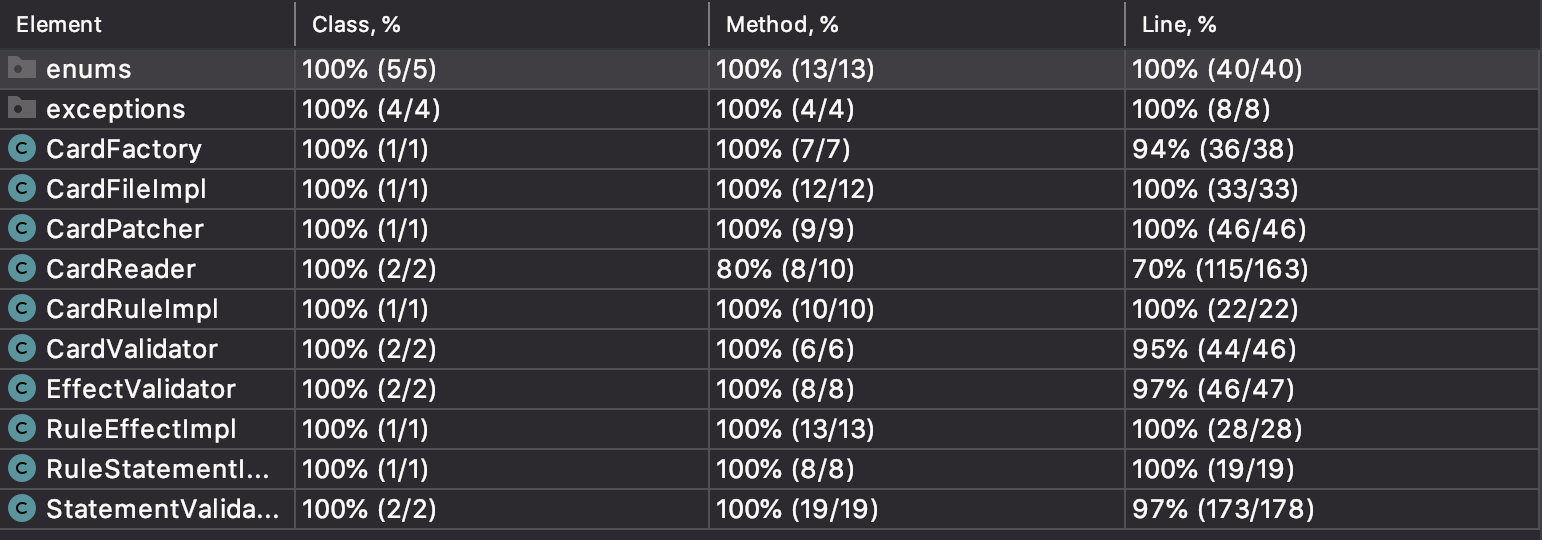 Element Class, % Method, % Line, %
enums 100% (5/5) 100% (13/13) 100% (40/40)
exceptions 100% (4/4) 100% (4/4) 100% (8/8)
C CardFactory 100% (1/1) 100% (7/7) 94% (36/38)
C CardFileImpl 100% (1/1) 100% (12/12) 100% (33/33)
C CardPatcher 100% (1/1) 100% (9/9) 100% (46/46)
C CardReader 100% (2/2) 80% (8/10) 70% (115/163)
C CardRuleImpl 100% (1/1) 100% (10/10) 100% (22/22)
C CardValidator 100% (2/2) 100% (6/6) 95% (44/46)
C EffectValidator 100% (2/2) 100% (8/8) 97% (46/47)
C RuleEffectImpl 100% (1/1) 100% (13/13) 100% (28/28)
C RuleStatementI... 100% (1/1) 100% (8/8) 100% (19/19)
C StatementValida... 100% (2/2) 100% (19/19) 97% (173/178)